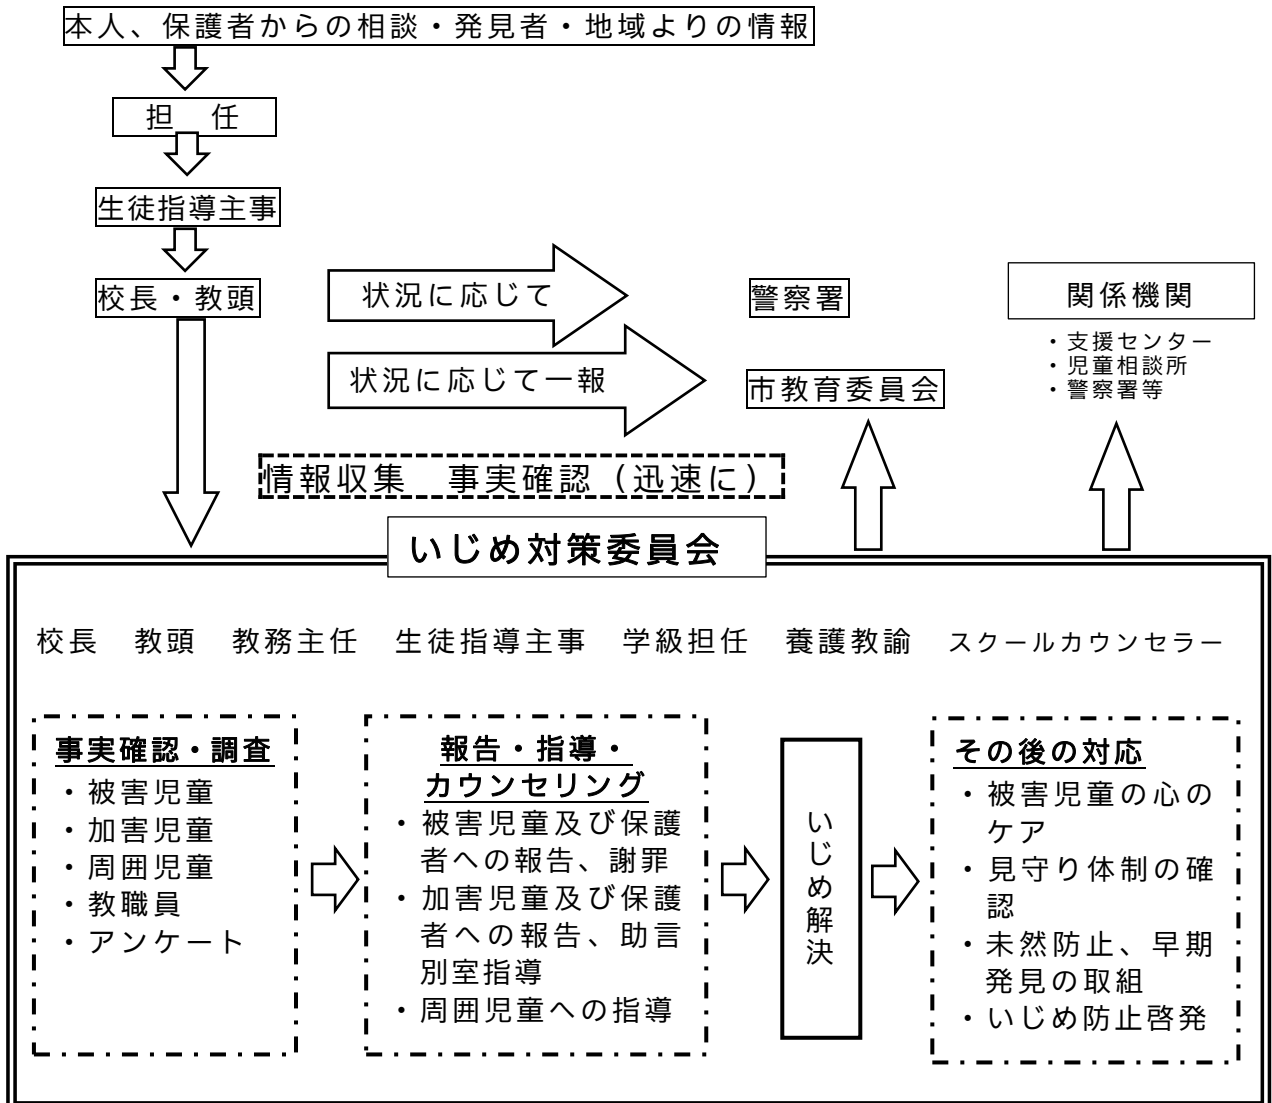 本人、保護者からの相談・発見者・地域よりの情報
担　任
生徒指導主事
校長・教頭
状況に応じて
警察署
関係機関
・支援センター
・児童相談所
・警察署等
状況に応じて一報
市教育委員会
情報収集　事実確認（迅速に）
いじめ対策委員会
校長　教頭　教務主任　生徒指導主事　学級担任　養護教諭　スクールカウンセラー
事実確認・調査
・被害児童
・加害児童
・周囲児童
・教職員
・アンケート
報告・指導・
カウンセリング
・被害児童及び保護
者への報告、謝罪
・加害児童及び保護
者への報告、助言
別室指導
・周囲児童への指導
いじめ解決
その後の対応
・被害児童の心の
ケア
・見守り体制の確
認
・未然防止、早期
発見の取組
・いじめ防止啓発